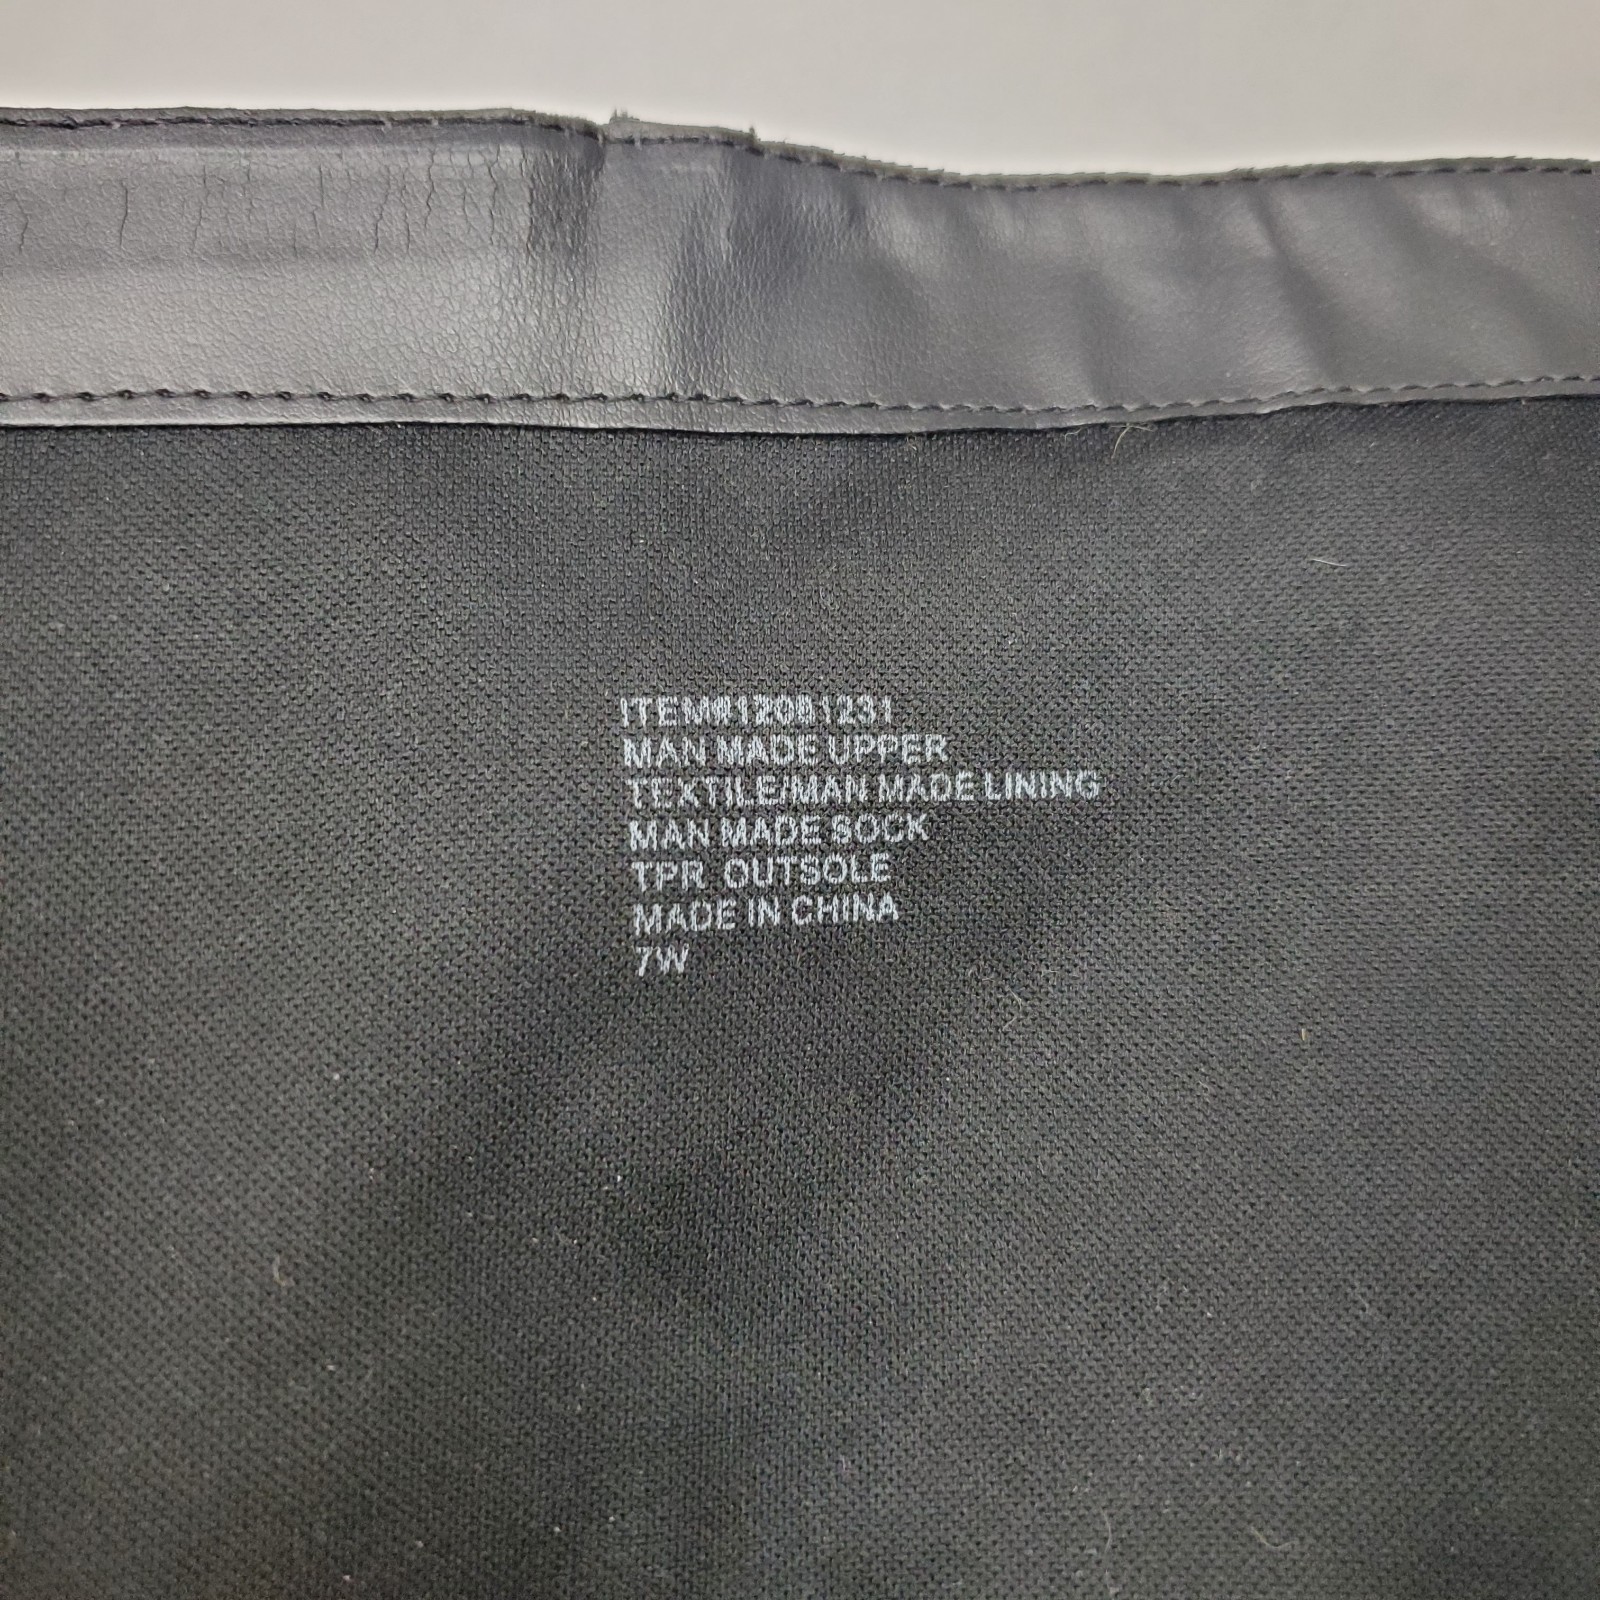 ITEM#12081231
MAN MADE UPPER
TEXTILE/MAN MADE LINING
MAN MADE SOCK
TPR OUTSOLE
MADE IN CHINA
7W